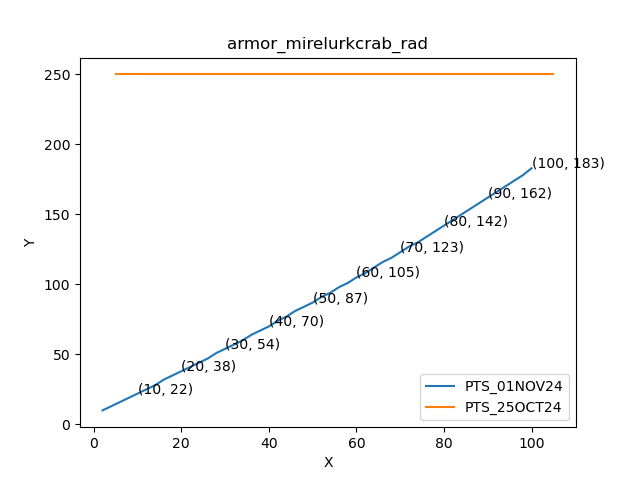 armor_mirelurkcrab_rad
250
200
150
100
50
0
Y
(100, 183)
(90, 162)
(80, 142)
(70, 123)
(60, 105)
(50, 87)
(40, 70)
(30, 54)
(20, 38)
(10, 22)
PTS_01NOV24
PTS_25OCT24
0 20 40 60 80 100
X